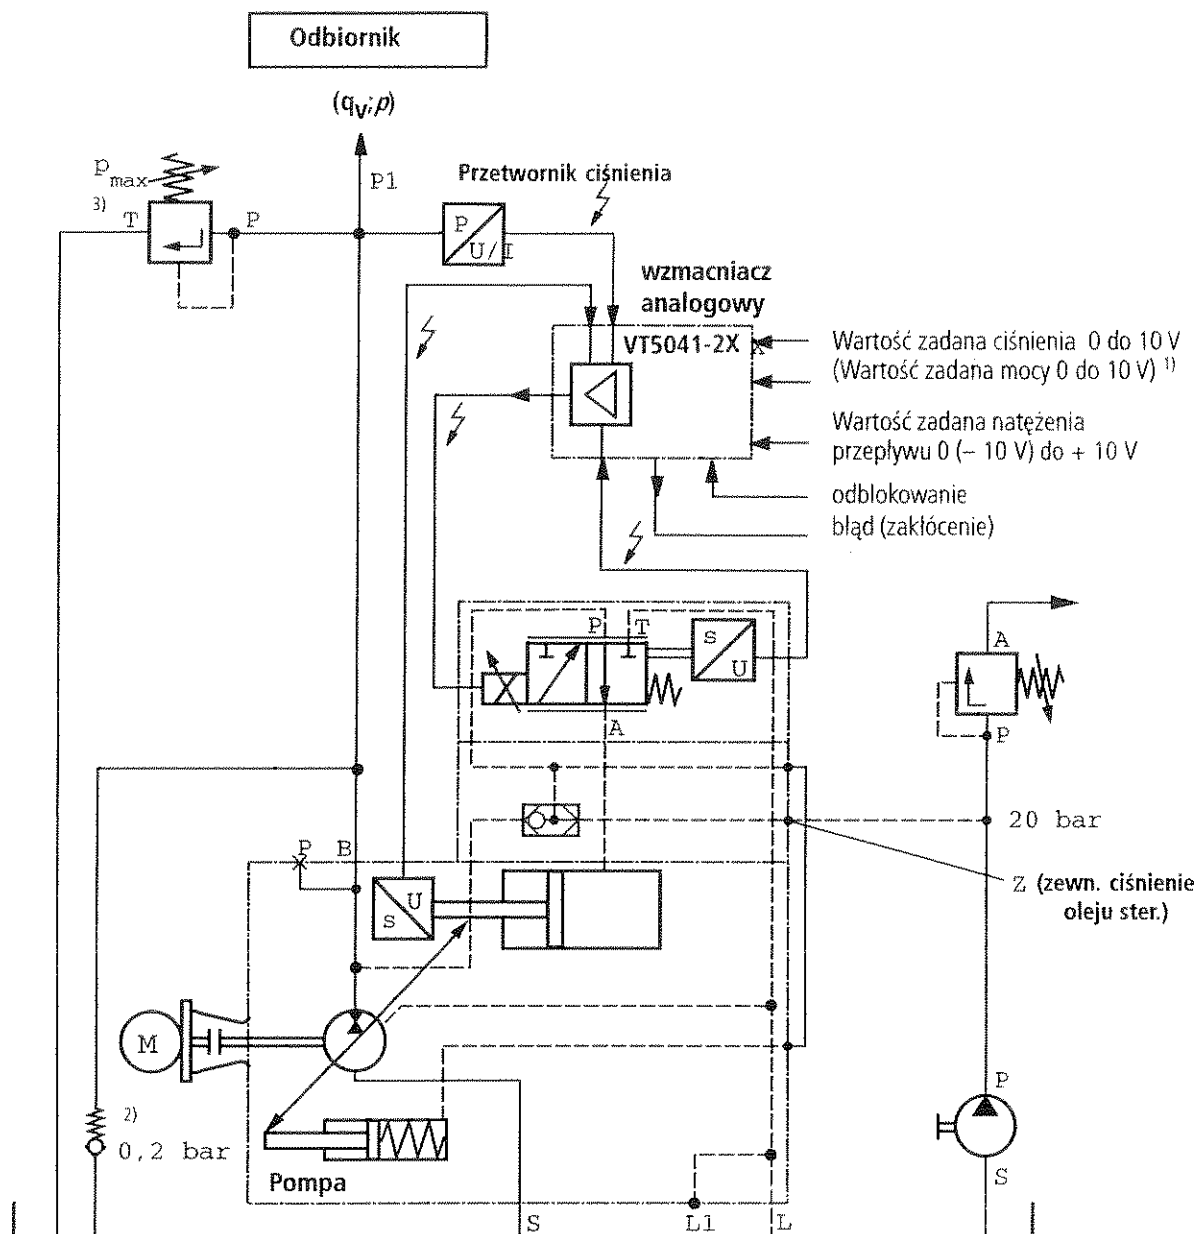 Odbiornik
(qv; p)
pmax
3)
T
P
P1
Przetwornik ciśnienia
p
U/I
wzmacniacz
analogowy
VT5041-2X
X
Wartość zadana ciśnienia 0 do 10 V
(Wartość zadana mocy 0 do 10 V) 1)
Wartość zadana natężenia
przepływu 0 (– 10 V) do + 10 V
odblokowanie
błąd (zakłócenie)
P
T
s
U
A
A
P
20 bar
P
B
U
s
Z (zewn. ciśnienie
oleju ster.)
M
2)
0,2 bar
Pompa
P
S
S
L1
L